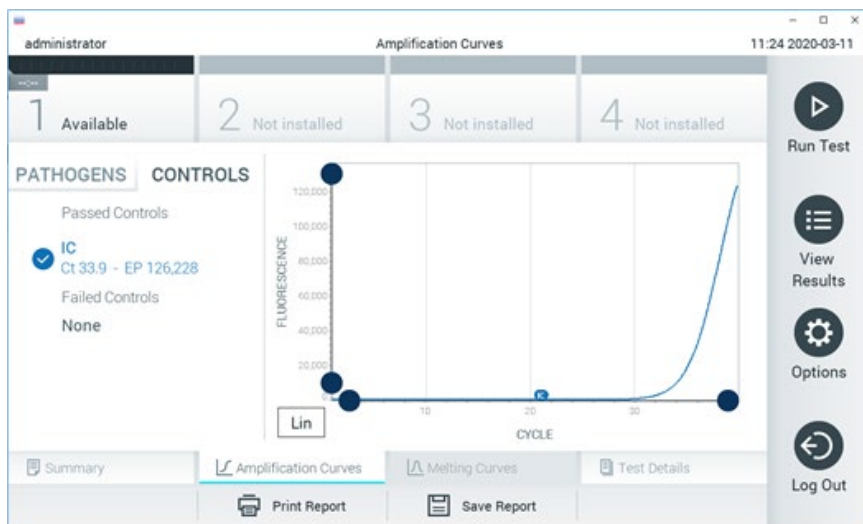 administrator
Amplification Curves
11:24 2020-03-11
--:--
1 Available
2 Not installed
3 Not installed
4 Not installed
Run Test
PATHOGENS
CONTROLS
Passed Controls
IC
Ct 33.9 - EP 126,228
Failed Controls
None
FLUORESCENCE
120,000
100,000
80,000
60,000
40,000
20,000
0
IC
10
20
30
CYCLE
Lin
View
Results
Options
Log Out
Summary
Amplification Curves
Melting Curves
Test Details
Print Report
Save Report